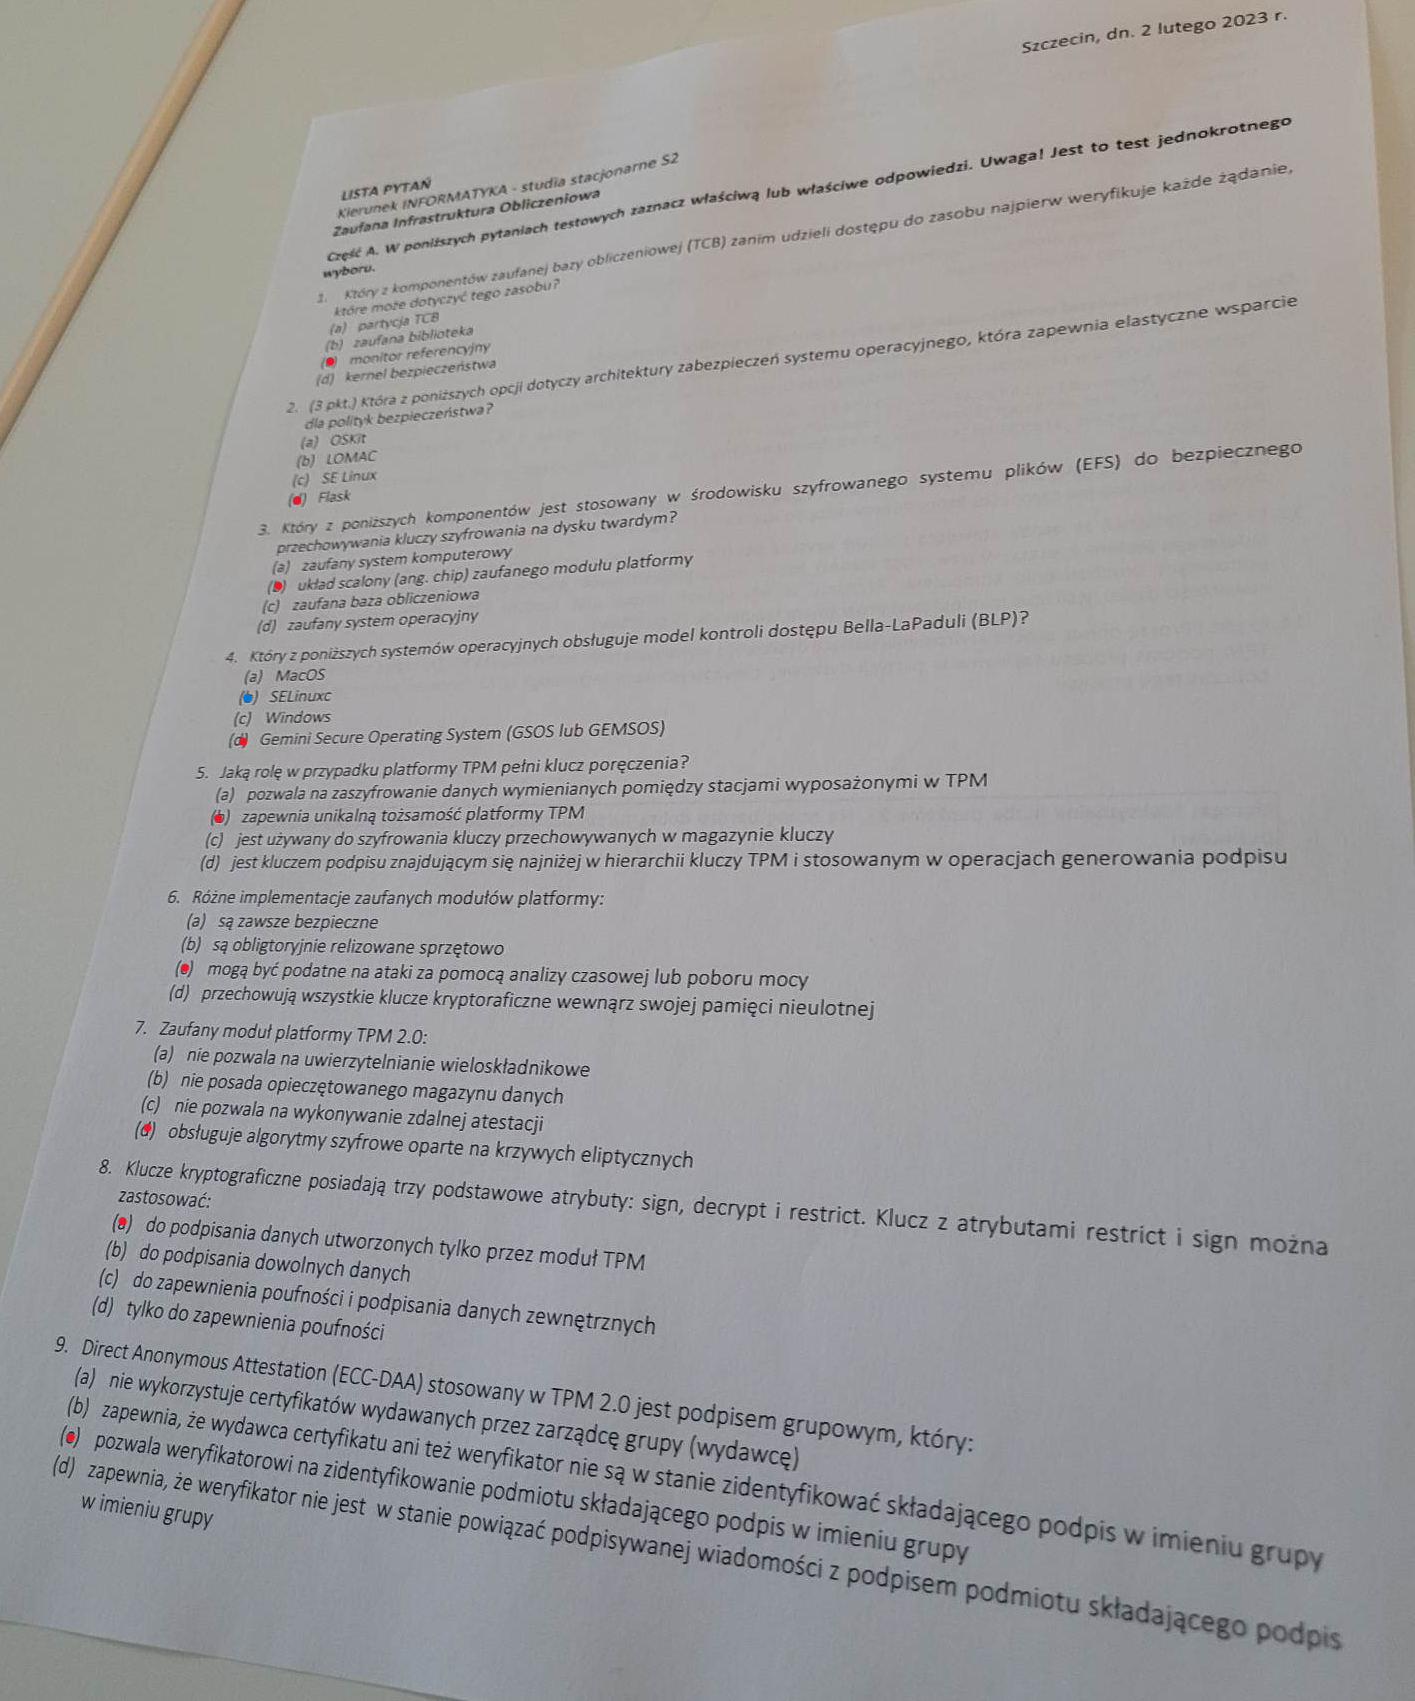 Szczecin, dn. 2 lutego 2023 r.
LISTA PYTAŃ
Kierunek INFORMATYKA - studia stacjonarne S2
Zaufana Infrastruktura Obliczeniowa
Część A. W poniższych pytaniach testowych zaznacz właściwą lub właściwe odpowiedzi. Uwaga! Jest to test jednokrotnego
wyboru.
1. Który z komponentów zaufanej bazy obliczeniowej (TCB) zanim udzieli dostępu do zasobu najpierw weryfikuje każde żądanie,
które może dotyczyć tego zasobu?
(a) partycja TCB
(b) zaufana biblioteka
(c) monitor referencyjny
(d) kernel bezpieczeństwa
2. (3 pkt.) Która z poniższych opcji dotyczy architektury zabezpieczeń systemu operacyjnego, która zapewnia elastyczne wsparcie
dla polityk bezpieczeństwa?
(a) OSKit
(b) LOMAC
(c) SE Linux
(d) Flask
3. Który z poniższych komponentów jest stosowany w środowisku szyfrowanego systemu plików (EFS) do bezpiecznego
przechowywania kluczy szyfrowania na dysku twardym?
(a) zaufany system komputerowy
(b) układ scalony (ang. chip) zaufanego modułu platformy
(c) zaufana baza obliczeniowa
(d) zaufany system operacyjny
4. Który z poniższych systemów operacyjnych obsługuje model kontroli dostępu Bella-LaPaduli (BLP)?
(a) MacOS
(b) SELinuxc
(c) Windows
(d) Gemini Secure Operating System (GSOS lub GEMSOS)
5. Jaką rolę w przypadku platformy TPM pełni klucz poręczenia?
(a) pozwala na zaszyfrowanie danych wymienianych pomiędzy stacjami wyposażonymi w TPM
(b) zapewnia unikalną tożsamość platformy TPM
(c) jest używany do szyfrowania kluczy przechowywanych w magazynie kluczy
(d) jest kluczem podpisu znajdującym się najniżej w hierarchii kluczy TPM i stosowanym w operacjach generowania podpisu
6. Różne implementacje zaufanych modułów platformy:
(a) są zawsze bezpieczne
(b) są obligtoryjnie relizowane sprzętowo
(c) mogą być podatne na ataki za pomocą analizy czasowej lub poboru mocy
(d) przechowują wszystkie klucze kryptoraficzne wewnąrz swojej pamięci nieulotnej
7. Zaufany moduł platformy TPM 2.0:
(a) nie pozwala na uwierzytelnianie wieloskładnikowe
(b) nie posada opieczętowanego magazynu danych
(c) nie pozwala na wykonywanie zdalnej atestacji
(d) obsługuje algorytmy szyfrowe oparte na krzywych eliptycznych
8. Klucze kryptograficzne posiadają trzy podstawowe atrybuty: sign, decrypt i restrict. Klucz z atrybutami restrict i sign można
zastosować:
(a) do podpisania danych utworzonych tylko przez moduł TPM
(b) do podpisania dowolnych danych
(c) do zapewnienia poufności i podpisania danych zewnętrznych
(d) tylko do zapewnienia poufności
9. Direct Anonymous Attestation (ECC-DAA) stosowany w TPM 2.0 jest podpisem grupowym, który:
(a) nie wykorzystuje certyfikatów wydawanych przez zarządcę grupy (wydawcę)
(b) zapewnia, że wydawca certyfikatu ani też weryfikator nie są w stanie zidentyfikować składającego podpis w imieniu grupy
(c) pozwala weryfikatorowi na zidentyfikowanie podmiotu składającego podpis w imieniu grupy
(d) zapewnia, że weryfikator nie jest w stanie powiązać podpisywanej wiadomości z podpisem podmiotu składającego podpis
w imieniu grupy